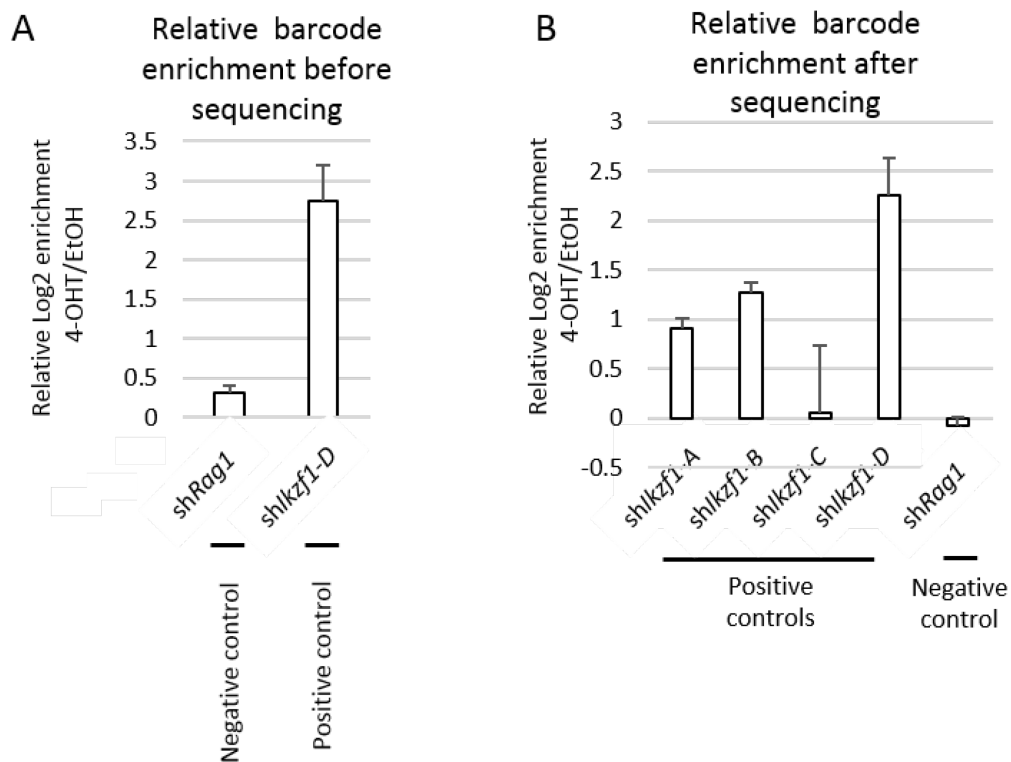 A
Relative barcode
enrichment before
sequencing
Relative Log2 enrichment
4-OHT/EtOH
3.5
3
2.5
2
1.5
1
0.5
0
shRag1
shIkzf1-D
Negative control
Positive control
B
Relative barcode
enrichment after
sequencing
Relative Log2 enrichment
4-OHT/EtOH
3
2.5
2
1.5
1
0.5
0
-0.5
shIkzf1-A
shIkzf1-B
shIkzf1-C
shIkzf1-D
shRag1
Positive
controls
Negative
control